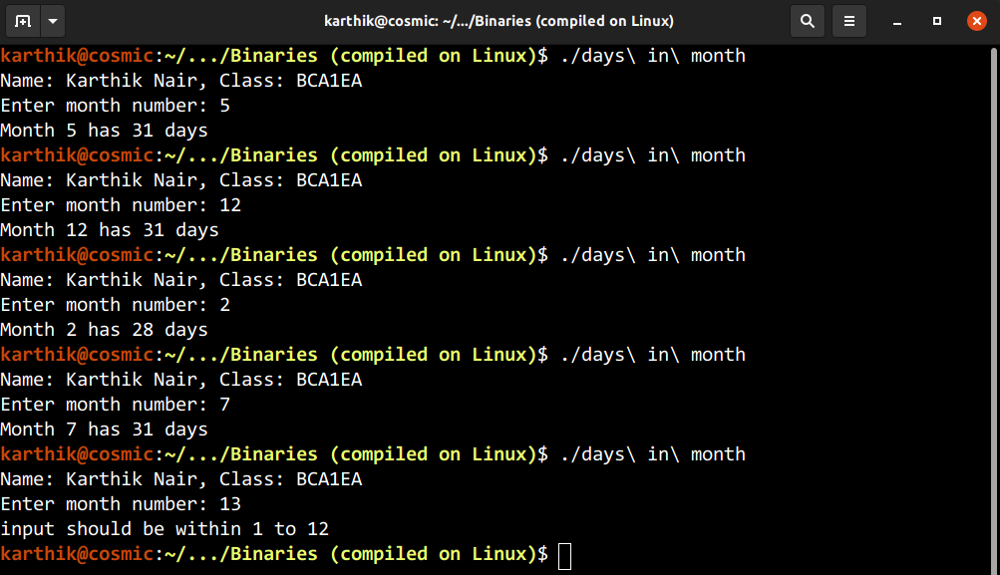 karthik@cosmic: ~/.../Binaries (compiled on Linux)
karthik@cosmic:~/.../Binaries (compiled on Linux)$ ./days\ in\ month
Name: Karthik Nair, Class: BCA1EA
Enter month number: 5
Month 5 has 31 days
karthik@cosmic:~/.../Binaries (compiled on Linux)$ ./days\ in\ month
Name: Karthik Nair, Class: BCA1EA
Enter month number: 12
Month 12 has 31 days
karthik@cosmic:~/.../Binaries (compiled on Linux)$ ./days\ in\ month
Name: Karthik Nair, Class: BCA1EA
Enter month number: 2
Month 2 has 28 days
karthik@cosmic:~/.../Binaries (compiled on Linux)$ ./days\ in\ month
Name: Karthik Nair, Class: BCA1EA
Enter month number: 7
Month 7 has 31 days
karthik@cosmic:~/.../Binaries (compiled on Linux)$ ./days\ in\ month
Name: Karthik Nair, Class: BCA1EA
Enter month number: 13
input should be within 1 to 12
karthik@cosmic:~/.../Binaries (compiled on Linux)$